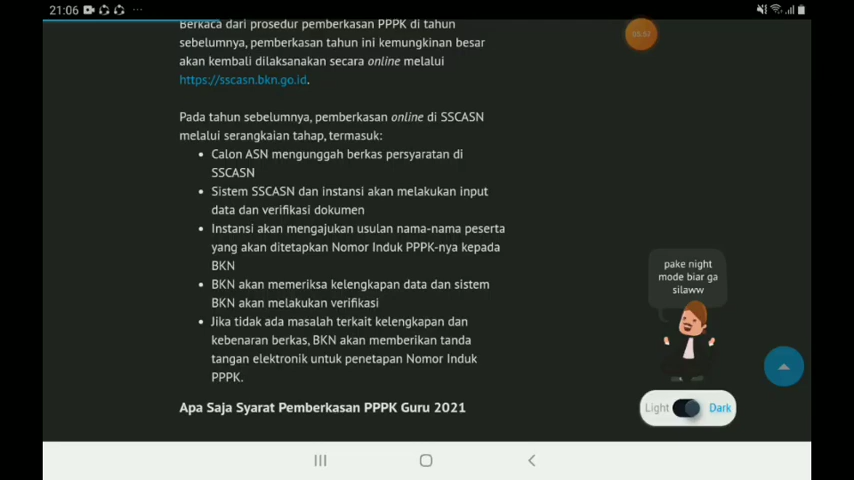 21:06
Berkaca dari prosedur pemberkasan PPPK di tahun
sebelumnya, pemberkasan tahun ini kemungkinan besar
akan kembali dilaksanakan secara online melalui
https://sscasn.bkn.go.id.
Pada tahun sebelumnya, pemberkasan online di SSCASN
melalui serangkaian tahap, termasuk:
• Calon ASN mengunggah berkas persyaratan di
SSCASN
• Sistem SSCASN dan instansi akan melakukan input
data dan verifikasi dokumen
• Instansi akan mengajukan usulan nama-nama peserta
yang akan ditetapkan Nomor Induk PPPK-nya kepada
BKN
• BKN akan memeriksa kelengkapan data dan sistem
BKN akan melakukan verifikasi
• Jika tidak ada masalah terkait kelengkapan dan
kebenaran berkas, BKN akan memberikan tanda
tangan elektronik untuk penetapan Nomor Induk
PPPK.
Apa Saja Syarat Pemberkasan PPPK Guru 2021
pake night
mode biar ga
silaww
Light Dark